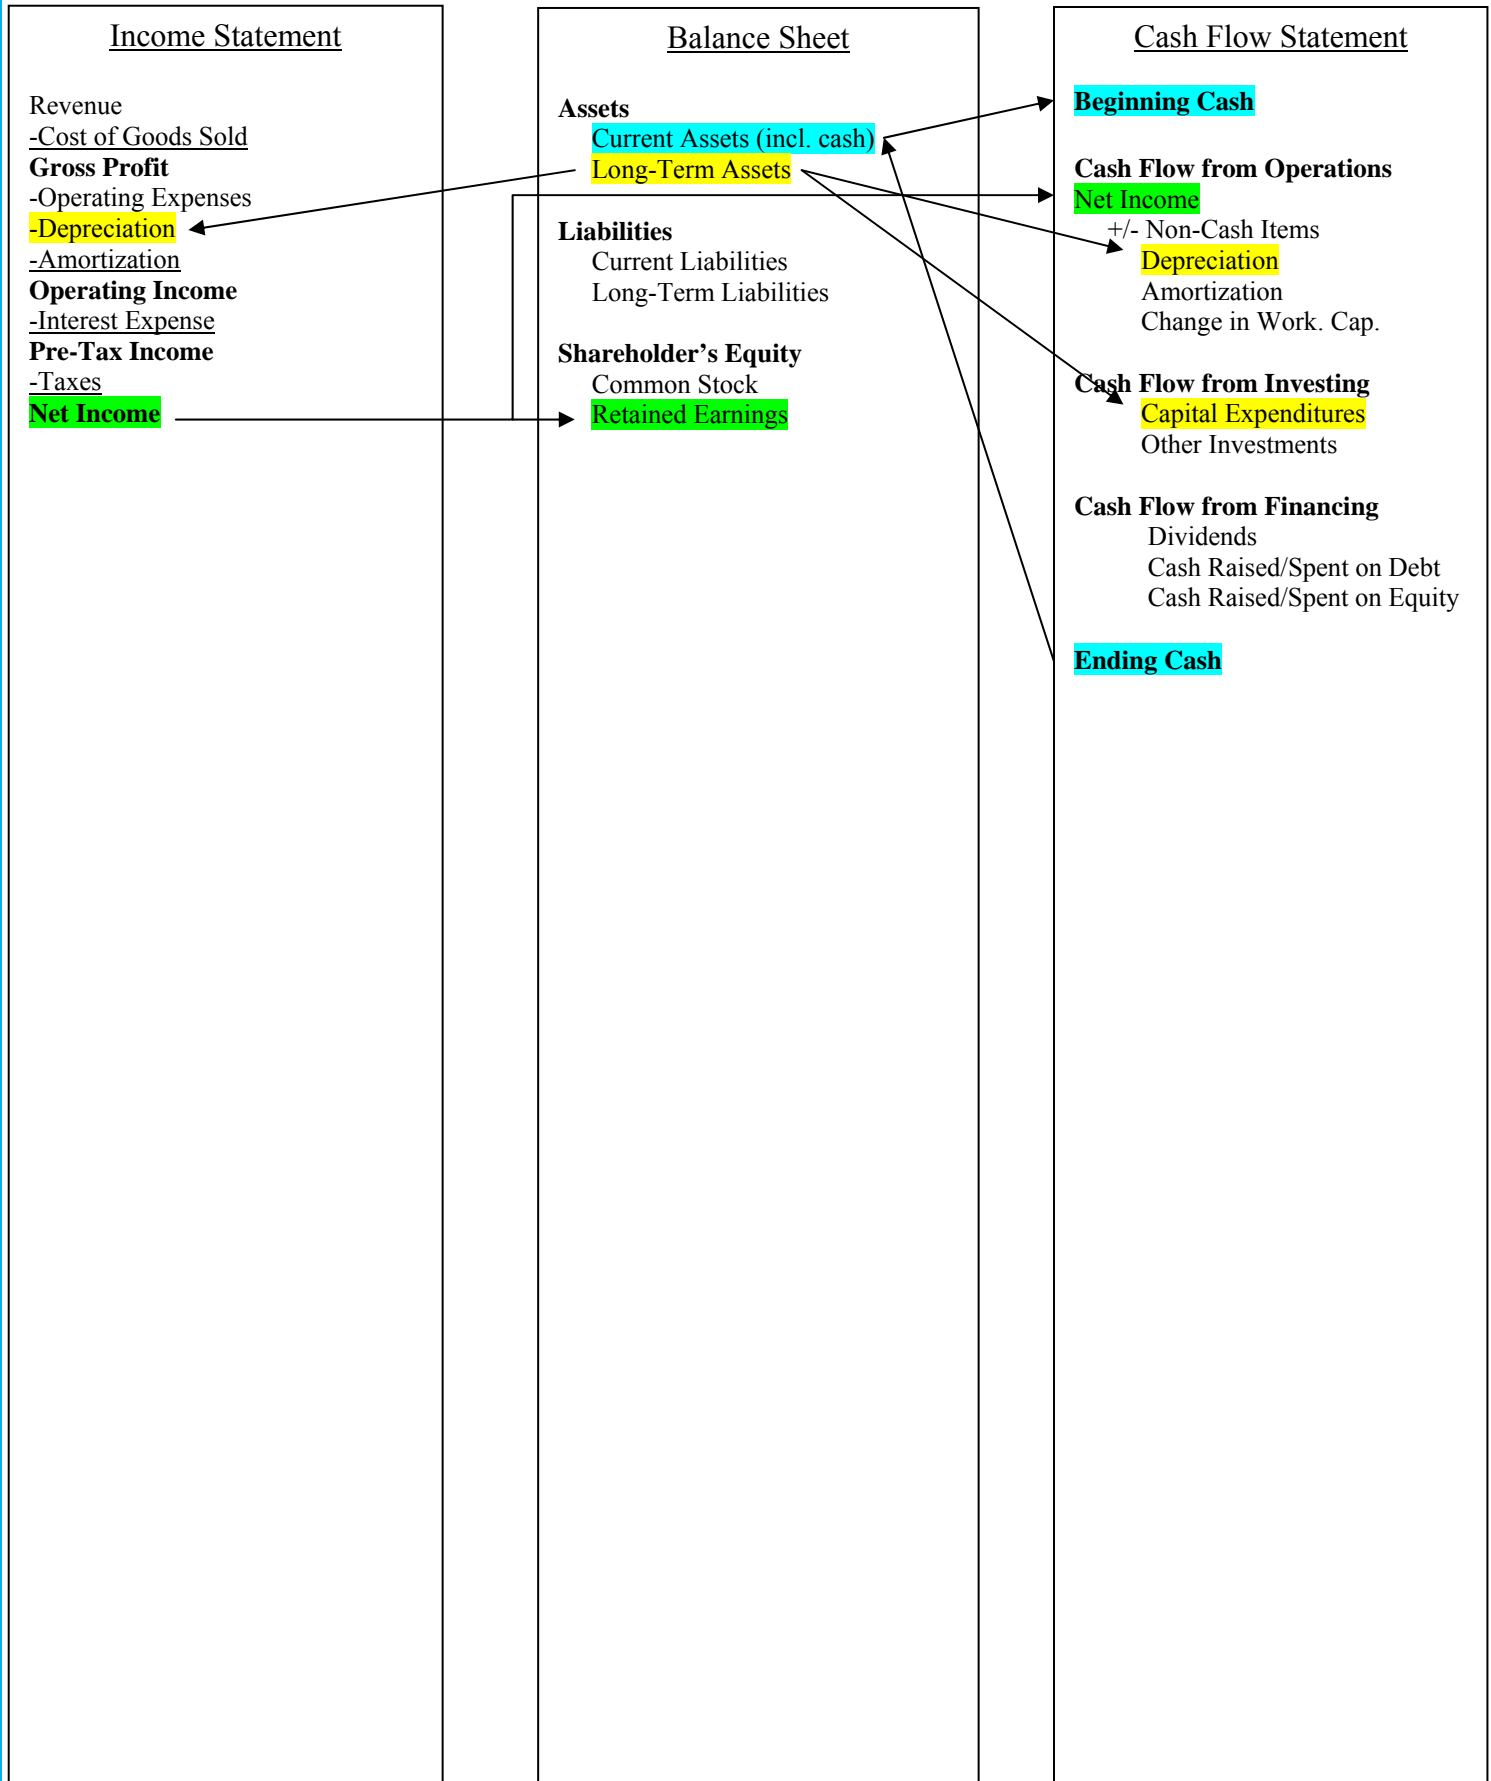 Income Statement
Revenue
-Cost of Goods Sold
Gross Profit
-Operating Expenses
-Depreciation
-Amortization
Operating Income
-Interest Expense
Pre-Tax Income
-Taxes
Net Income
Balance Sheet
Assets
Current Assets (incl. cash)
Long-Term Assets
Liabilities
Current Liabilities
Long-Term Liabilities
Shareholder’s Equity
Common Stock
Retained Earnings
Cash Flow Statement
Beginning Cash
Cash Flow from Operations
Net Income
+/- Non-Cash Items
Depreciation
Amortization
Change in Work. Cap.
Cash Flow from Investing
Capital Expenditures
Other Investments
Cash Flow from Financing
Dividends
Cash Raised/Spent on Debt
Cash Raised/Spent on Equity
Ending Cash